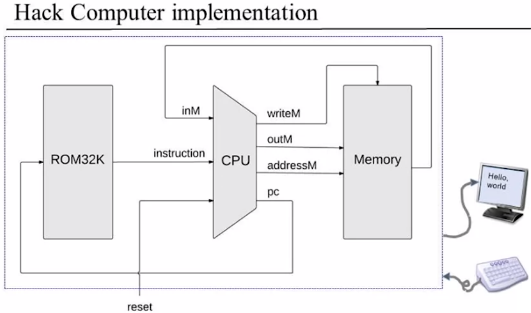 Hack Computer implementation
ROM32K
instruction
inM
CPU
writeM
outM
addressM
pc
Memory
Hello,
world
reset